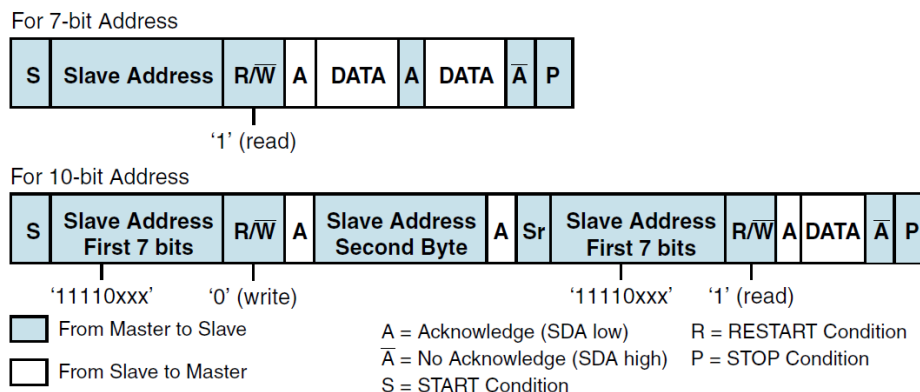 For 7-bit Address
S Slave Address R/W̅ A DATA A DATA A̅ P
‘1’ (read)
For 10-bit Address
S Slave Address First 7 bits R/W̅ A Slave Address Second Byte A Sr Slave Address First 7 bits R/W̅ A DATA A̅ P
‘11110xxx’ ‘0’ (write) ‘11110xxx’ ‘1’ (read)
From Master to Slave
From Slave to Master
A = Acknowledge (SDA low)
A̅ = No Acknowledge (SDA high)
S = START Condition
R = RESTART Condition
P = STOP Condition